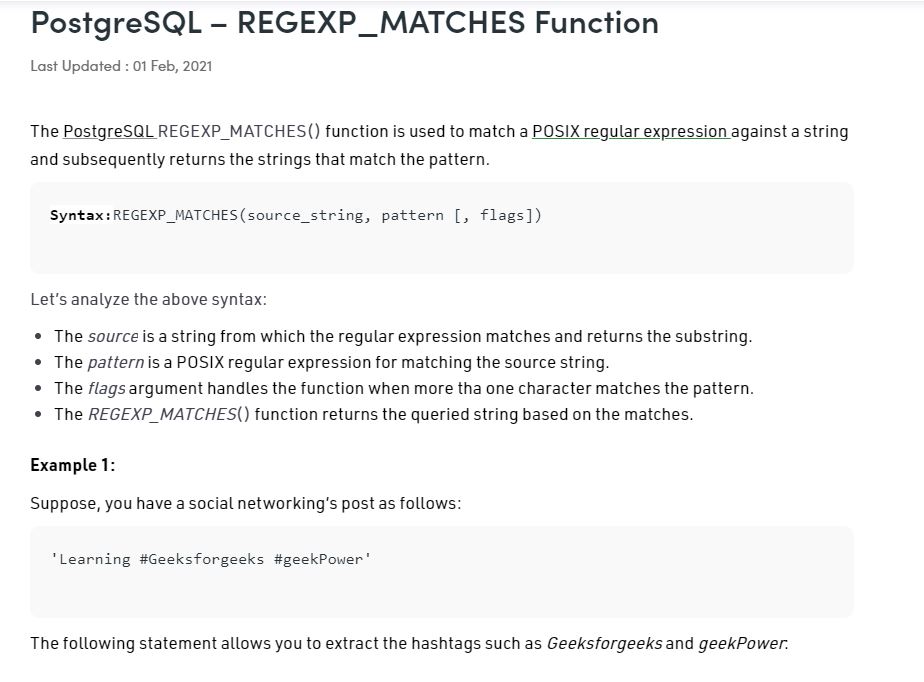 PostgreSQL – REGEXP_MATCHES Function
Last Updated : 01 Feb, 2021
The PostgreSQL REGEXP_MATCHES() function is used to match a POSIX regular expression against a string
and subsequently returns the strings that match the pattern.
Syntax:REGEXP_MATCHES(source_string, pattern [, flags])
Let's analyze the above syntax:
• The source is a string from which the regular expression matches and returns the substring.
• The pattern is a POSIX regular expression for matching the source string.
• The flags argument handles the function when more tha one character matches the pattern.
• The REGEXP_MATCHES() function returns the queried string based on the matches.
Example 1:
Suppose, you have a social networking's post as follows:
'Learning #Geeksforgeeks #geekPower'
The following statement allows you to extract the hashtags such as Geeksforgeeks and geekPower: